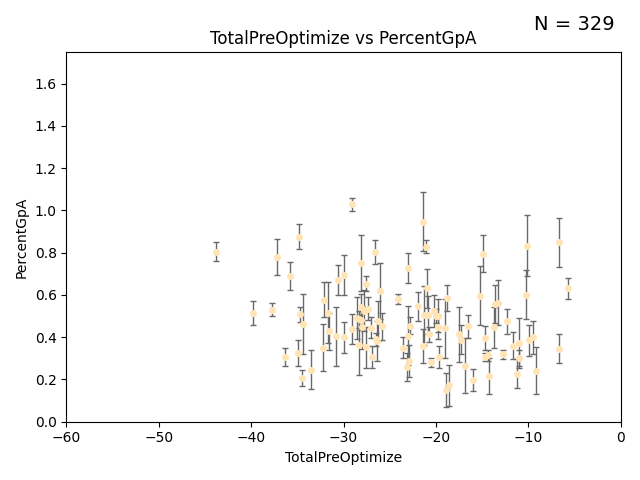 N = 329
TotalPreOptimize vs PercentGpA
PercentGpA
1.6
1.4
1.2
1.0
0.8
0.6
0.4
0.2
0.0
−60 −50 −40 −30 −20 −10 0
TotalPreOptimize